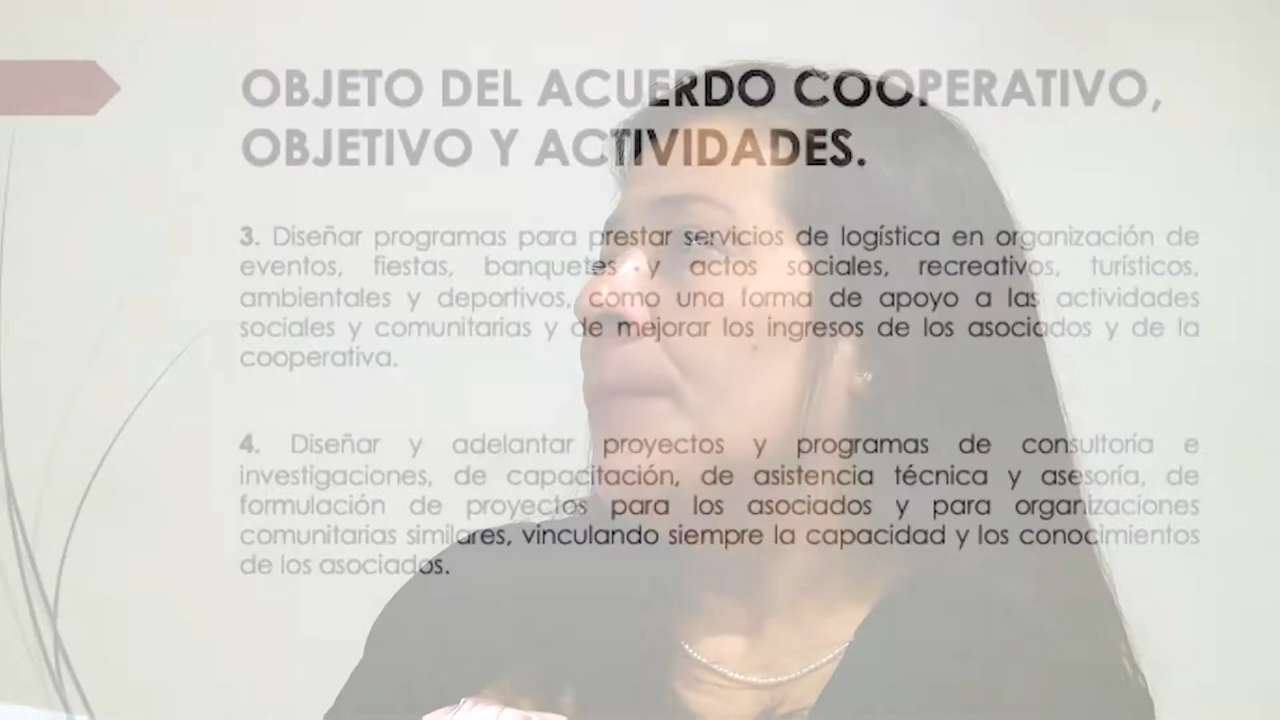 OBJETO DEL ACUERDO COOPERATIVO,
OBJETIVO Y ACTIVIDADES.
3. Diseñar programas para prestar servicios de logística en organización de
eventos, fiestas, banquetes y actos sociales, recreativos, turísticos,
ambientales y deportivos, como una forma de apoyo a las actividades
sociales y comunitarias y de mejorar los ingresos de los asociados y de la
cooperativa.
4. Diseñar y adelantar proyectos y programas de consultoría e
investigaciones, de capacitación, de asistencia técnica y asesoría, de
formulación de proyectos para los asociados y para organizaciones
comunitarias similares, vinculando siempre la capacidad y los conocimientos
de los asociados.